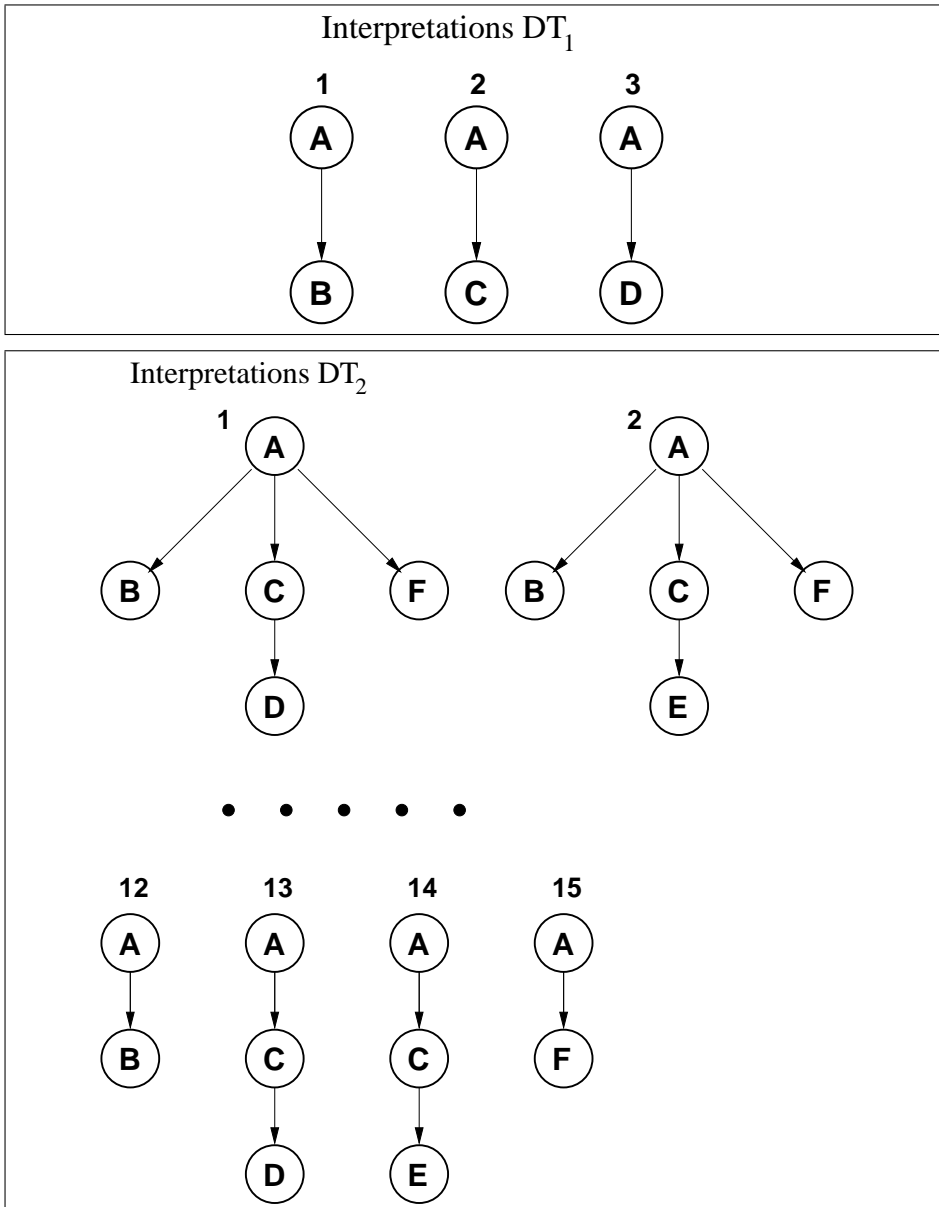 Interpretations DT1
1 2 3
A A A
B C D
Interpretations DT2
1 A 2 A
B C F B C F
D E
12 13 14 15
A A A A
B C C F
D E